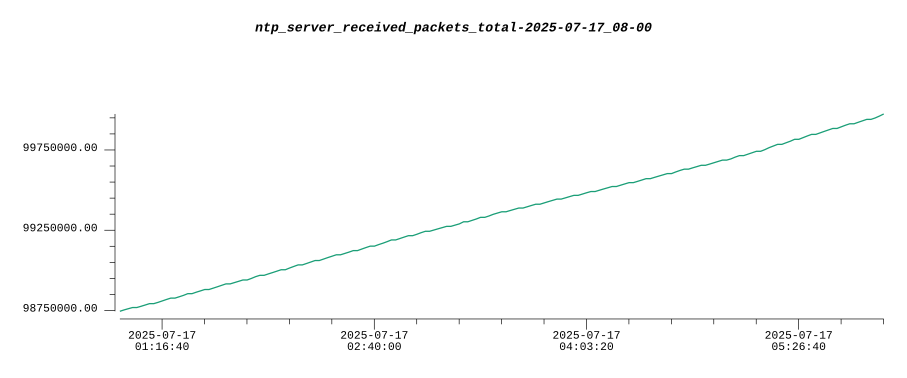 ntp_server_received_packets_total-2025-07-17_08-00
99750000.00
99250000.00
98750000.00
2025-07-17 2025-07-17 2025-07-17 2025-07-17
01:16:40 02:40:00 04:03:20 05:26:40